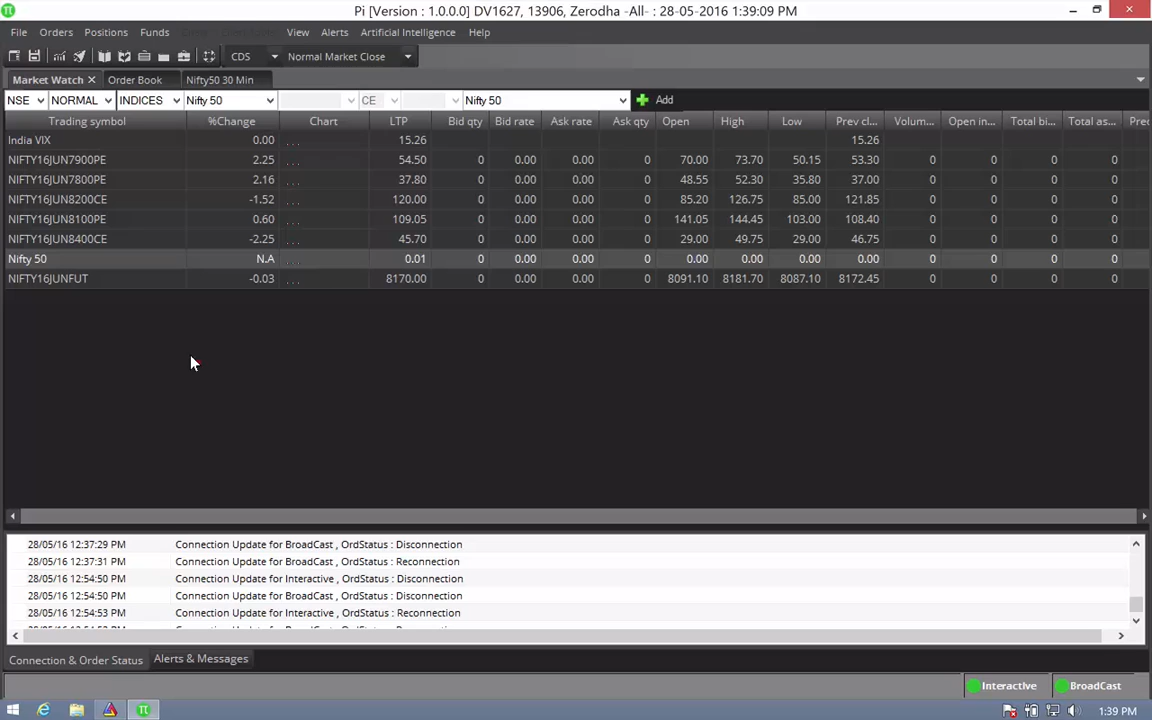 Pi [Version : 1.0.0.0] DV1627, 13906, Zerodha -All- : 28-05-2016 1:39:09 PM
File Orders Positions Funds View Alerts Artificial Intelligence Help
CDS Normal Market Close
Market Watch Order Book Nifty50 30 Min
NSE NORMAL INDICES Nifty 50 CE Nifty 50 Add
Trading symbol %Change Chart LTP Bid qty Bid rate Ask rate Ask qty Open High Low Prev cl... Volum... Open in... Total bi... Total as... Prec
India VIX 0.00 ... 15.26 15.26
NIFTY16JUN7900PE 2.25 ... 54.50 0 0.00 0.00 0 70.00 73.70 50.15 53.30 0 0 0 0
NIFTY16JUN7800PE 2.16 ... 37.80 0 0.00 0.00 0 48.55 52.30 35.80 37.00 0 0 0 0
NIFTY16JUN8200CE -1.52 ... 120.00 0 0.00 0.00 0 85.20 126.75 85.00 121.85 0 0 0 0
NIFTY16JUN8100PE 0.60 ... 109.05 0 0.00 0.00 0 141.05 144.45 103.00 108.40 0 0 0 0
NIFTY16JUN8400CE -2.25 ... 45.70 0 0.00 0.00 0 29.00 49.75 29.00 46.75 0 0 0 0
Nifty 50 N.A ... 0.01 0 0.00 0.00 0 0.00 0.00 0.00 0.00 0 0 0 0
NIFTY16JUNFUT -0.03 ... 8170.00 0 0.00 0.00 0 8091.10 8181.70 8087.10 8172.45 0 0 0 0
28/05/16 12:37:29 PM Connection Update for BroadCast , OrdStatus : Disconnection
28/05/16 12:37:31 PM Connection Update for BroadCast , OrdStatus : Reconnection
28/05/16 12:54:50 PM Connection Update for Interactive , OrdStatus : Disconnection
28/05/16 12:54:50 PM Connection Update for BroadCast , OrdStatus : Disconnection
28/05/16 12:54:53 PM Connection Update for Interactive , OrdStatus : Reconnection
Connection & Order Status Alerts & Messages
Interactive BroadCast
1:39 PM